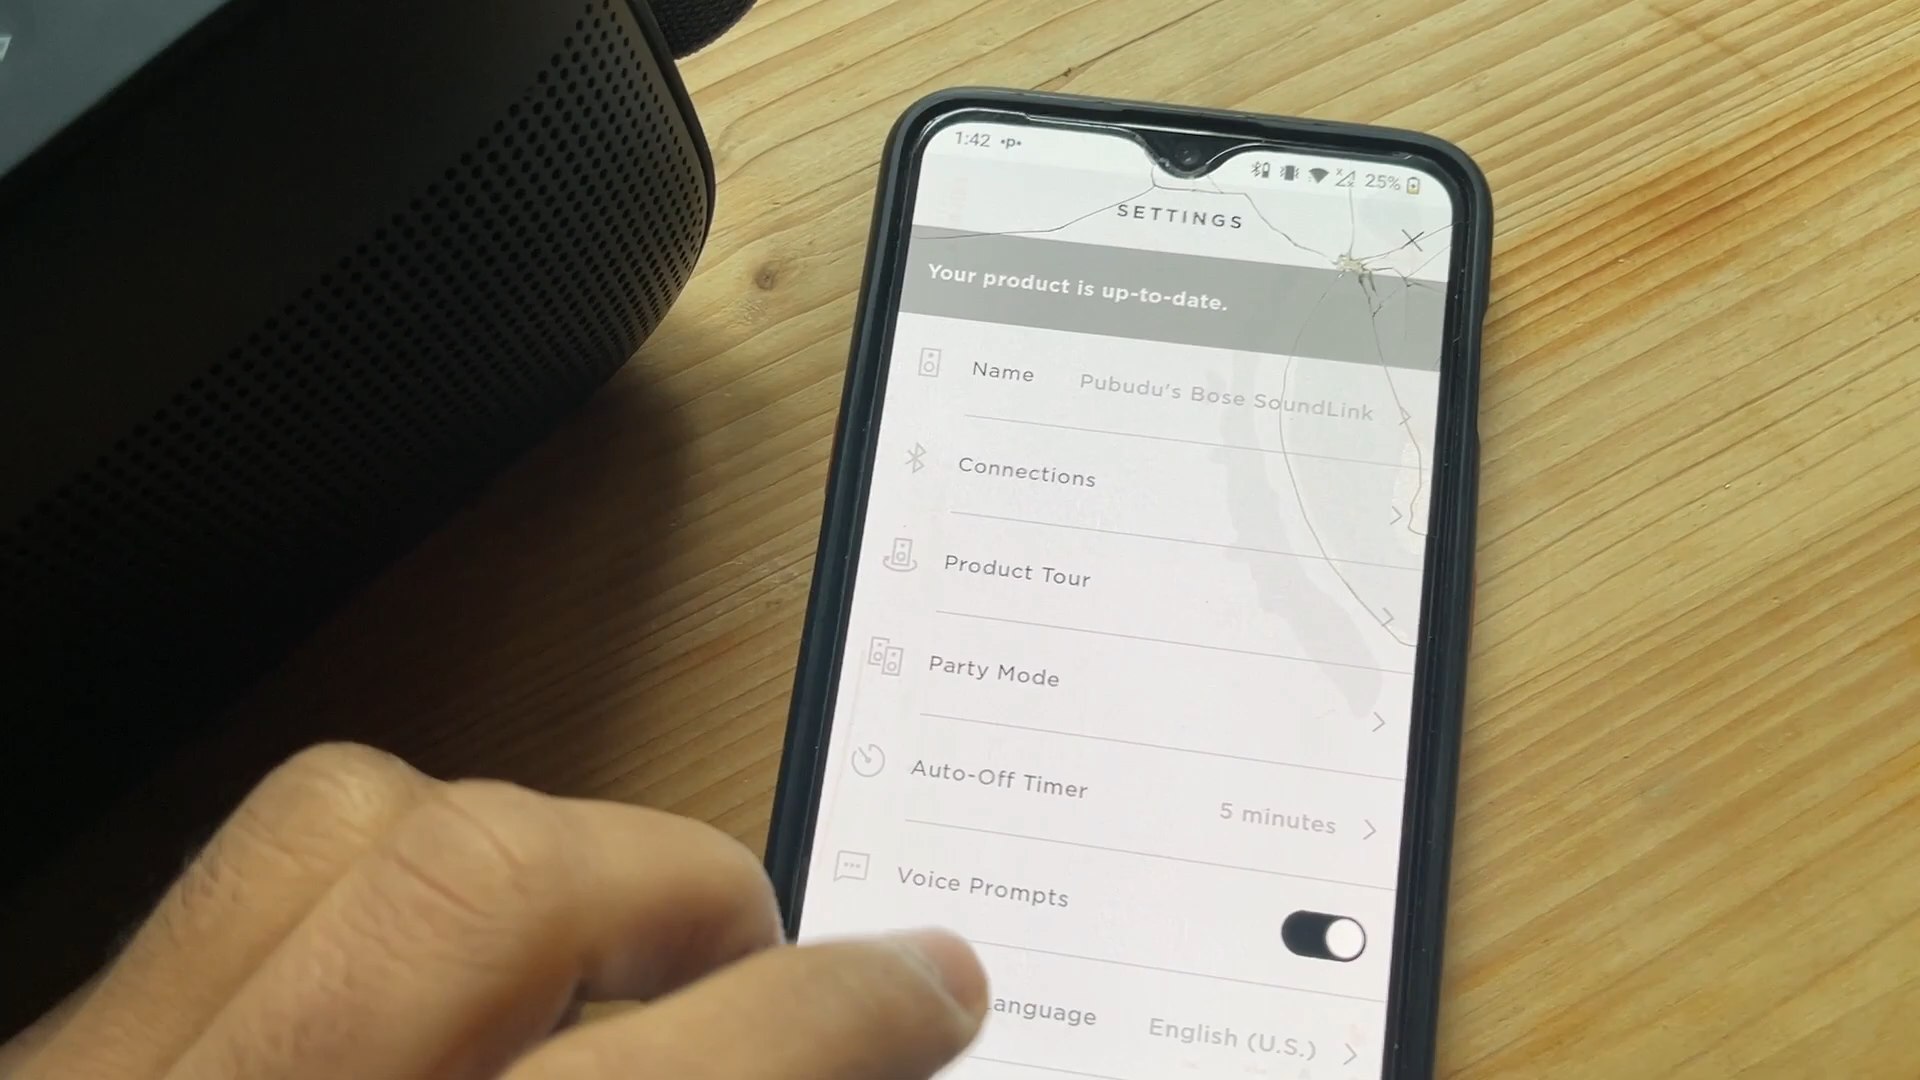 1:42 •p•
25%
SETTINGS
Your product is up-to-date.
Name Pubudu's Bose SoundLink
Connections
Product Tour
Party Mode
Auto-Off Timer 5 minutes
Voice Prompts
Language English (U.S.)